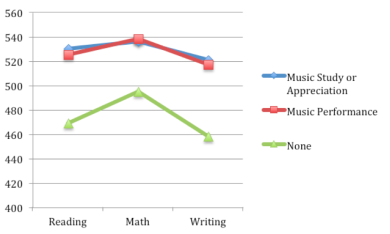 560
540
520
500
480
460
440
420
400
Reading Math Writing
Music Study or
Appreciation
Music Performance
None